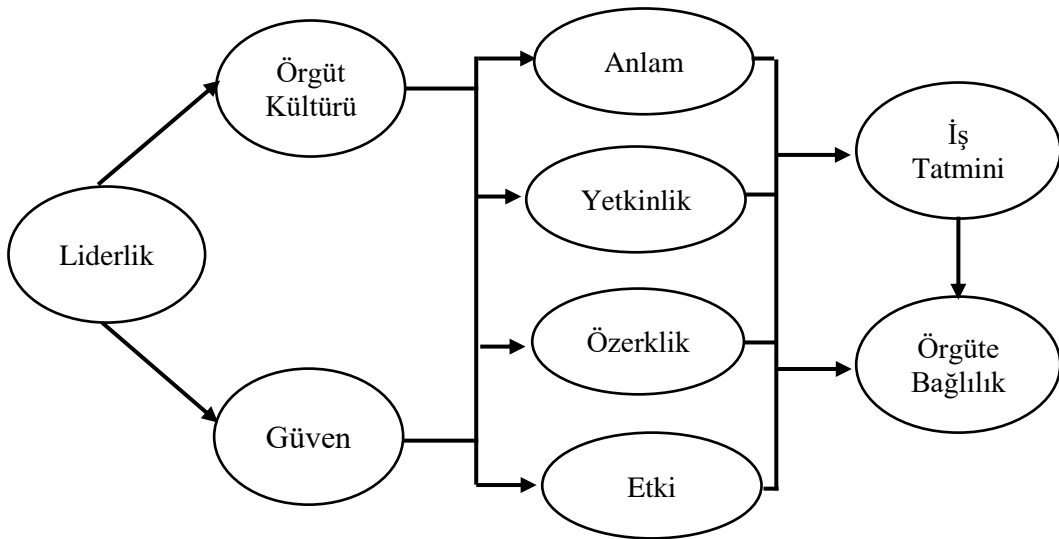 Liderlik
Örgüt
Kültürü
Güven
Anlam
Yetkinlik
Özerklik
Etki
İş
Tatmini
Örgüte
Bağlılık